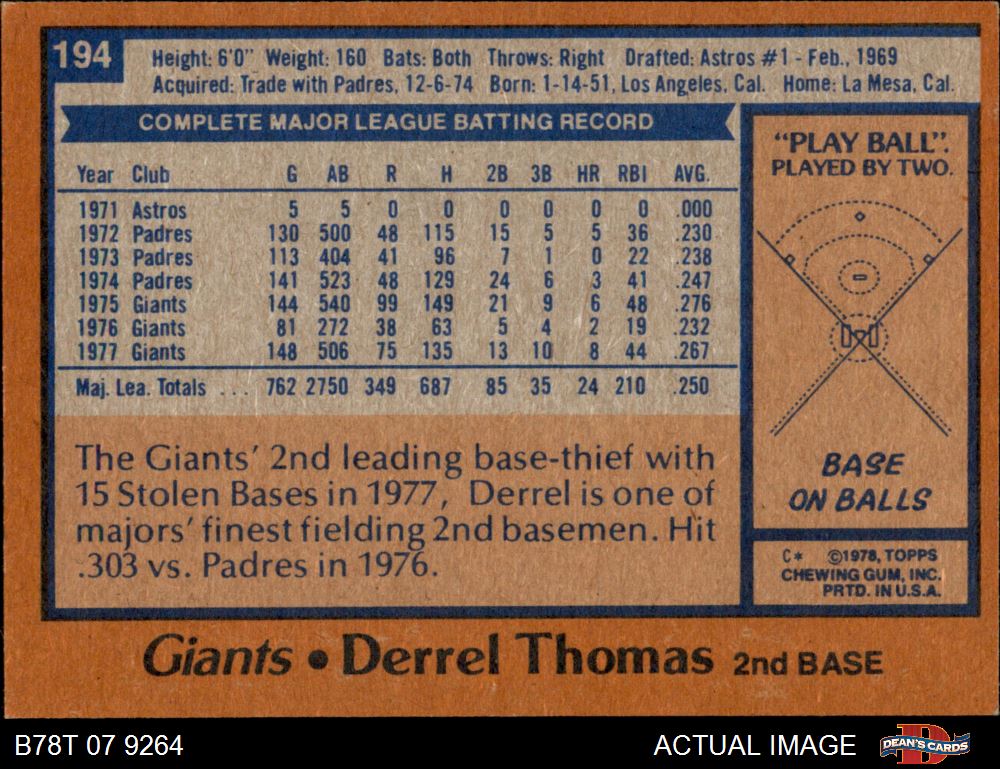 194
Height: 6'0" Weight: 160 Bats: Both Throws: Right Drafted: Astros #1 - Feb., 1969
Acquired: Trade with Padres, 12-6-74 Born: 1-14-51, Los Angeles, Cal. Home: La Mesa, Cal.
COMPLETE MAJOR LEAGUE BATTING RECORD
Year Club G AB R H 2B 3B HR RBI AVG.
1971 Astros 5 5 0 0 0 0 0 0 .000
1972 Padres 130 500 48 115 15 5 5 36 .230
1973 Padres 113 404 41 96 7 1 0 22 .238
1974 Padres 141 523 48 129 24 6 3 41 .247
1975 Giants 144 540 99 149 21 9 6 48 .276
1976 Giants 81 272 38 63 5 4 2 19 .232
1977 Giants 148 506 75 135 13 10 8 44 .267
Maj. Lea. Totals ... 762 2750 349 687 85 35 24 210 .250
The Giants' 2nd leading base-thief with
15 Stolen Bases in 1977, Derrel is one of
majors' finest fielding 2nd basemen. Hit
.303 vs. Padres in 1976.
"PLAY BALL".
PLAYED BY TWO.
BASE
ON BALLS
C* ©1978, TOPPS
CHEWING GUM, INC.
PRTD. IN U.S.A.
Giants • Derrel Thomas 2nd BASE
B78T 07 9264
ACTUAL IMAGE
DEAN'S CARDS